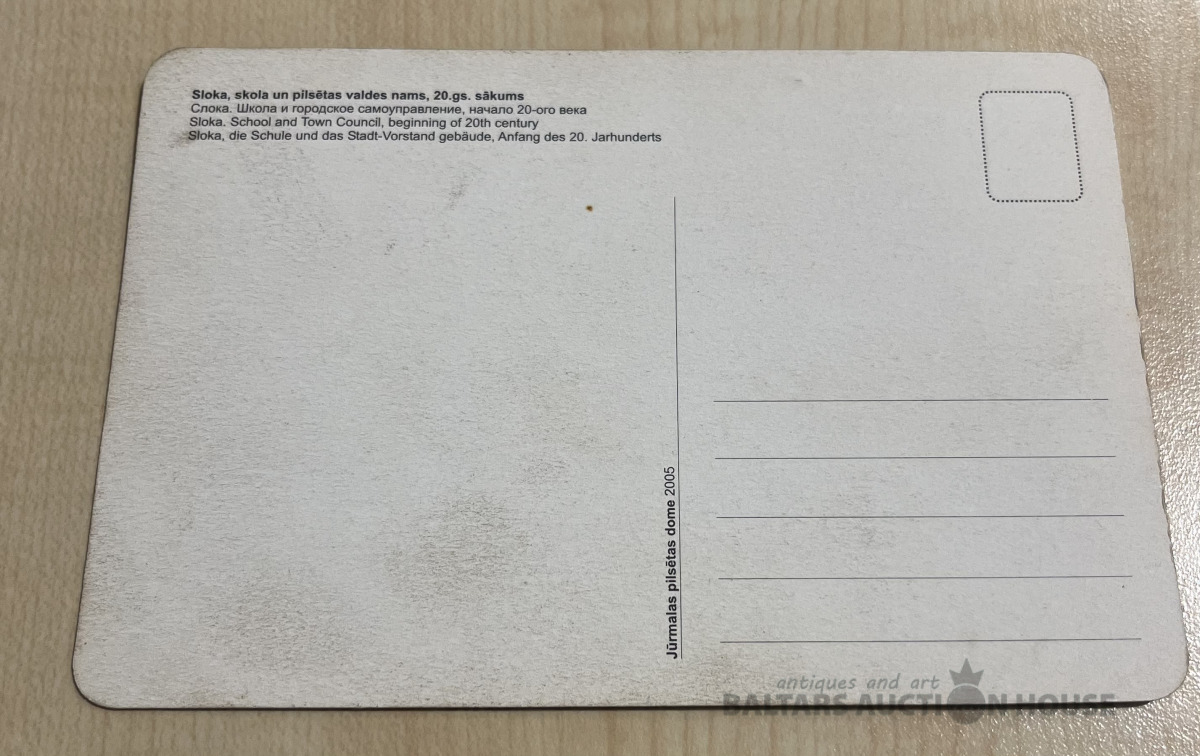 Sloka, skola un pilsētas valdes nams, 20.gs. sākums
Слока. Школа и городское самоуправление, начало 20-ого века
Sloka. School and Town Council, beginning of 20th century
Sloka, die Schule und das Stadt-Vorstand gebäude, Anfang des 20. Jarhunderts
Jūrmalas pilsētas dome 2005
antiques and art
BALTARS AUCTION HOUSE